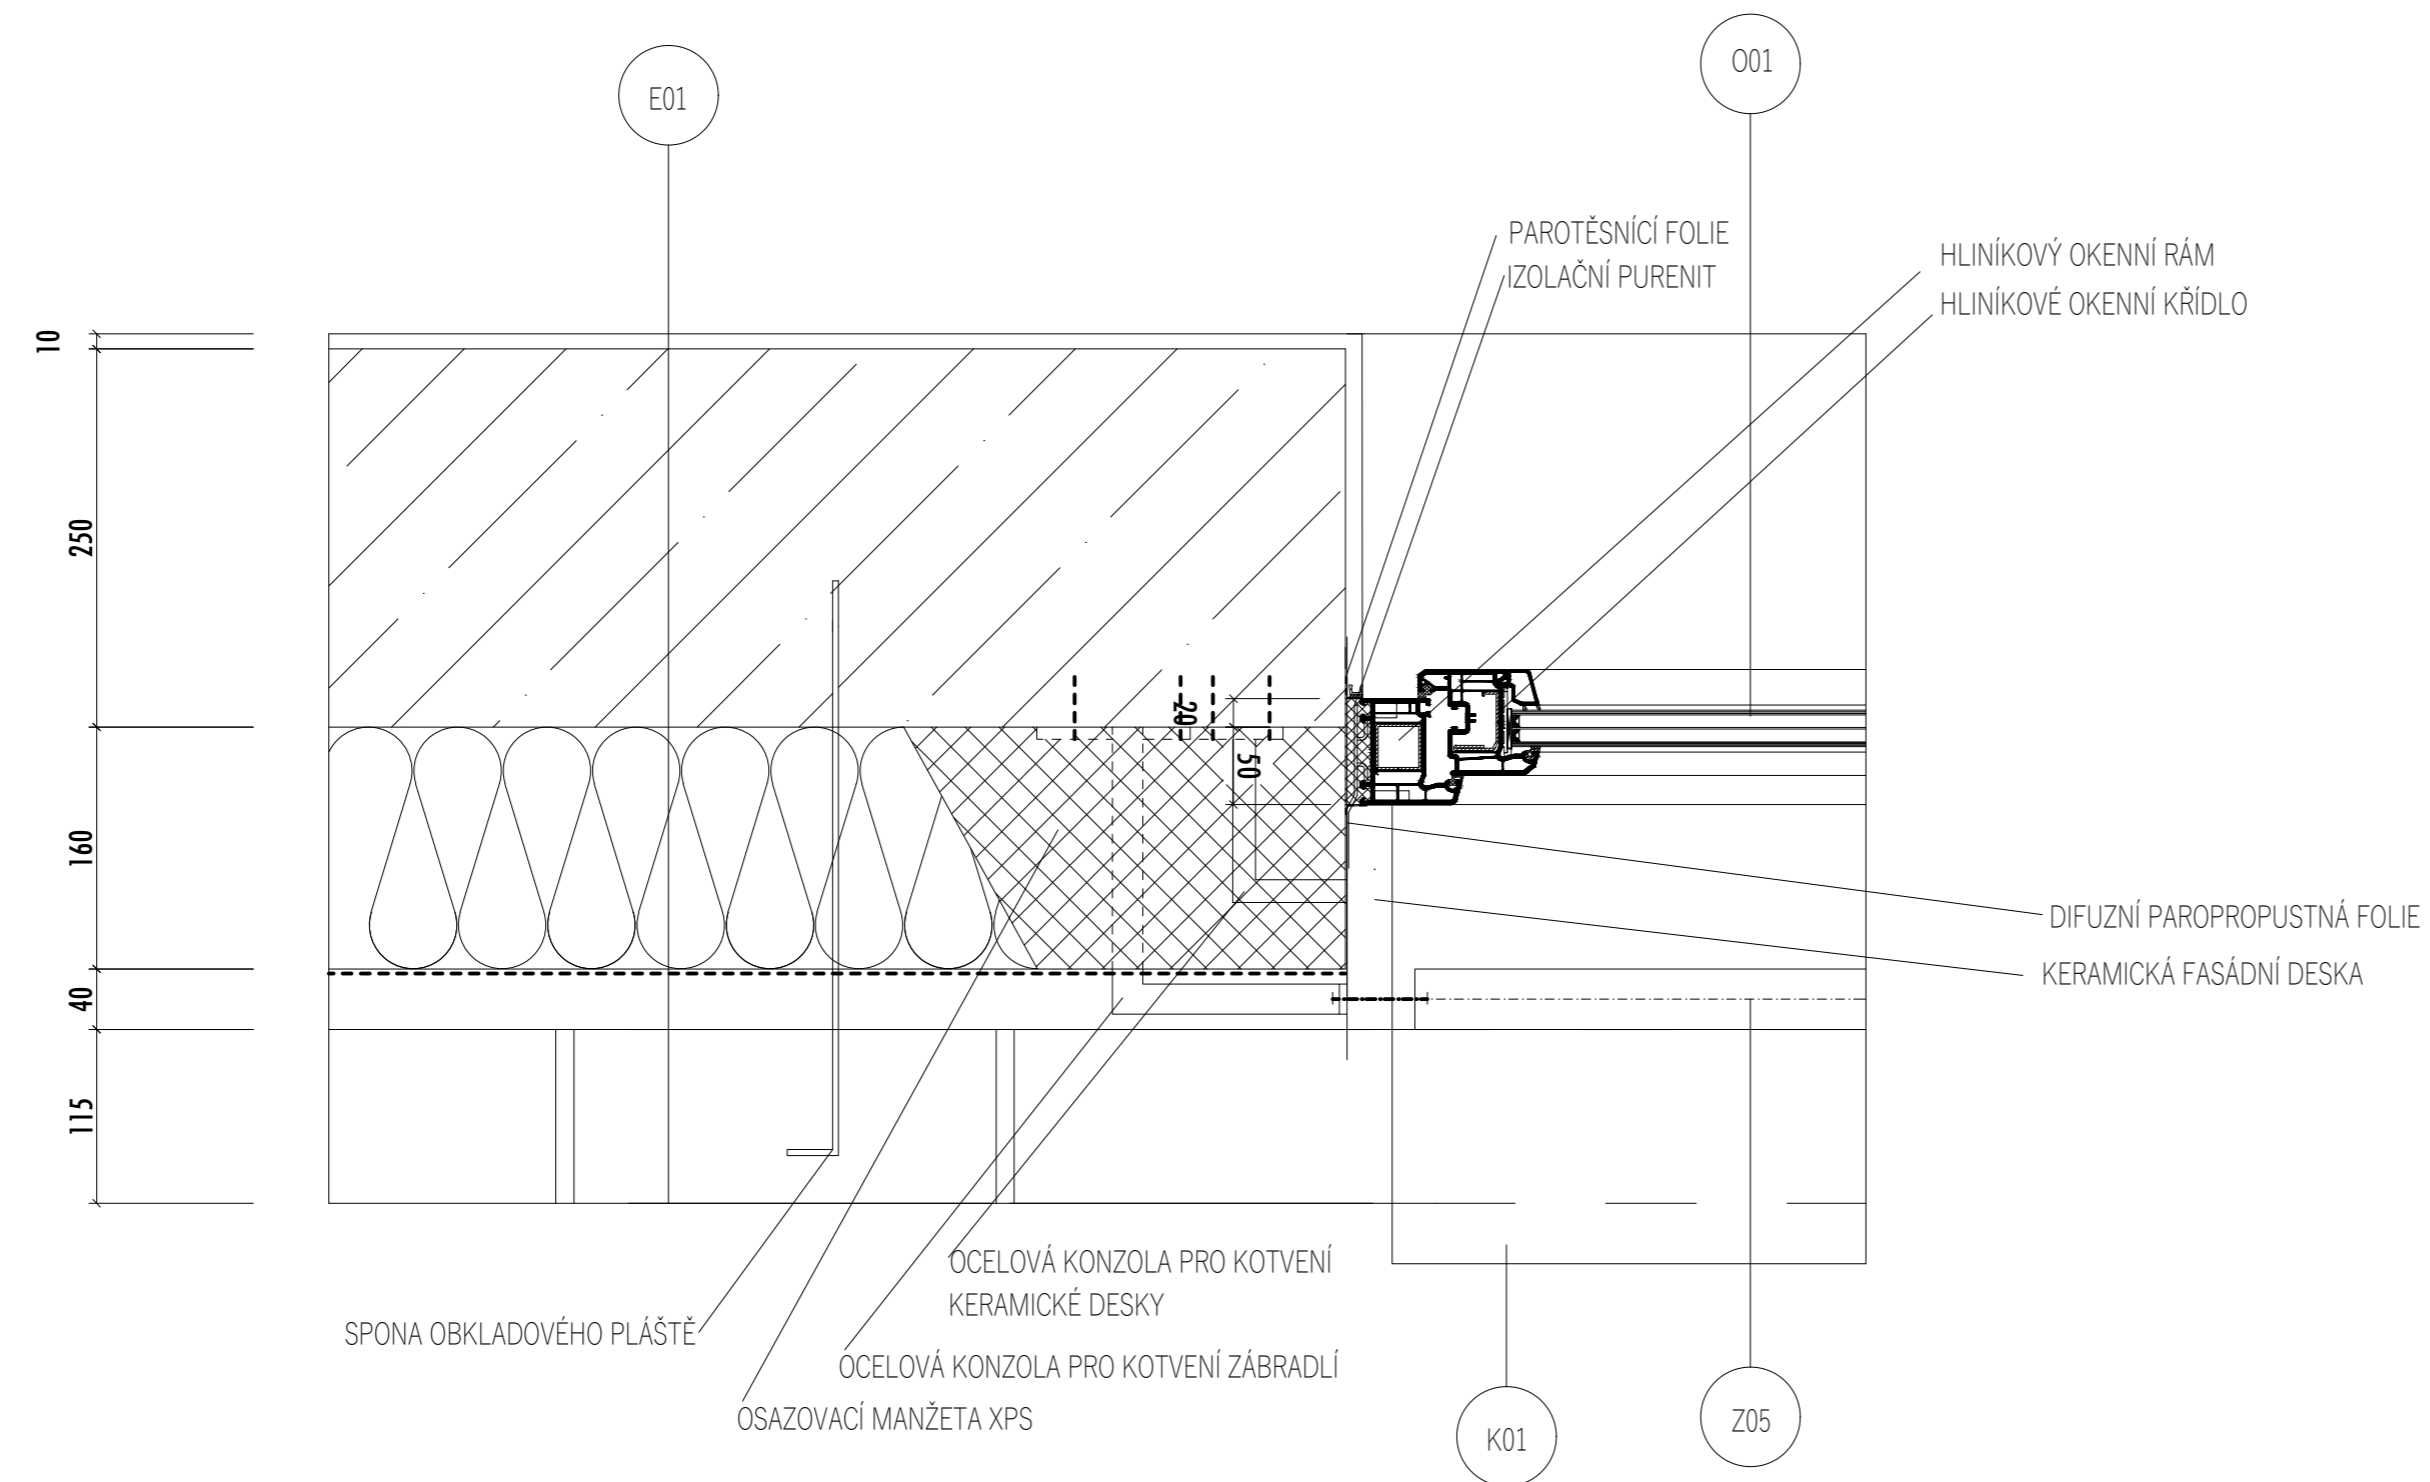 E01
O01
PAROTĚSNÍCÍ FOLIE
IZOLAČNÍ PURENIT
HLINÍKOVÝ OKENNÍ RÁM
HLINÍKOVÉ OKENNÍ KŘÍDLO
10
250
160
40
115
20
50
DIFUZNÍ PAROPROPUSTNÁ FOLIE
KERAMICKÁ FASÁDNÍ DESKA
OCELOVÁ KONZOLA PRO KOTVENÍ
KERAMICKÉ DESKY
SPONA OBKLADOVÉHO PLÁŠTĚ
OCELOVÁ KONZOLA PRO KOTVENÍ ZÁBRADLÍ
OSAZOVACÍ MANŽETA XPS
K01
Z05